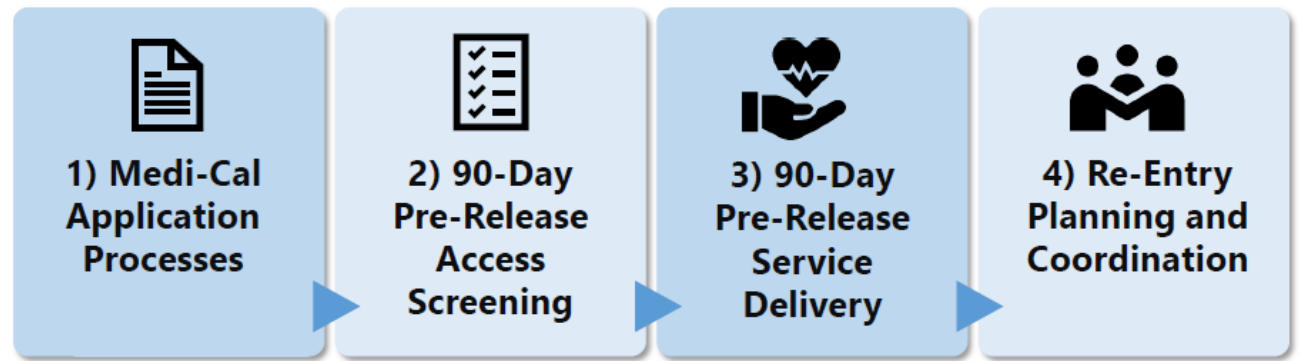 1) Medi-Cal
Application
Processes
2) 90-Day
Pre-Release
Access
Screening
3) 90-Day
Pre-Release
Service
Delivery
4) Re-Entry
Planning and
Coordination